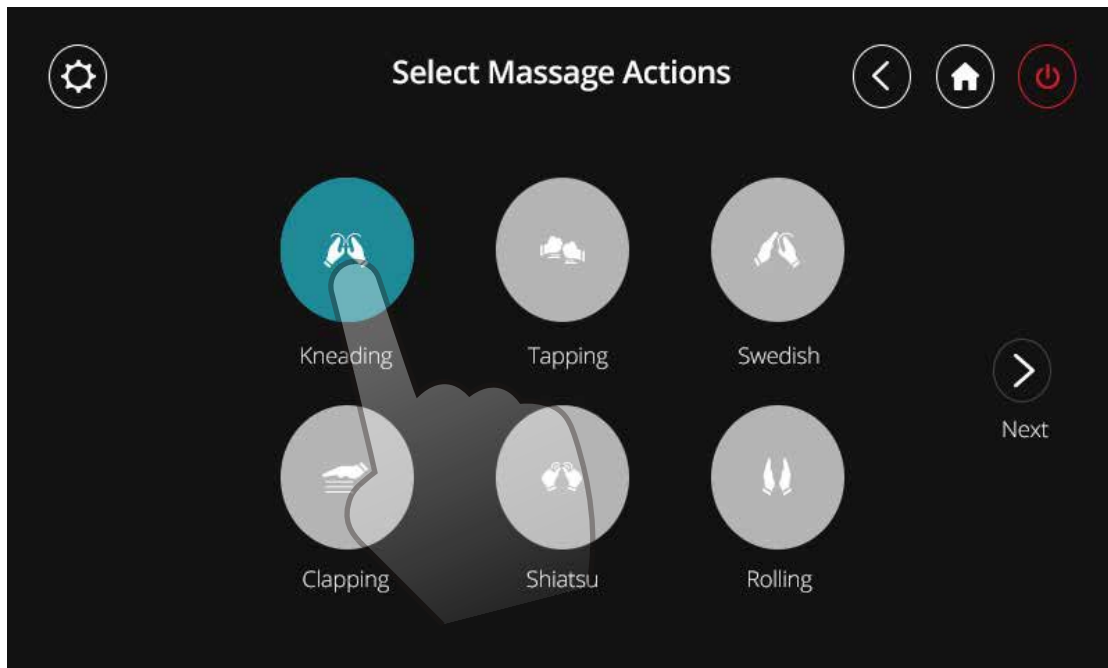 Select Massage Actions
Kneading
Tapping
Swedish
Next
Clapping
Shiatsu
Rolling